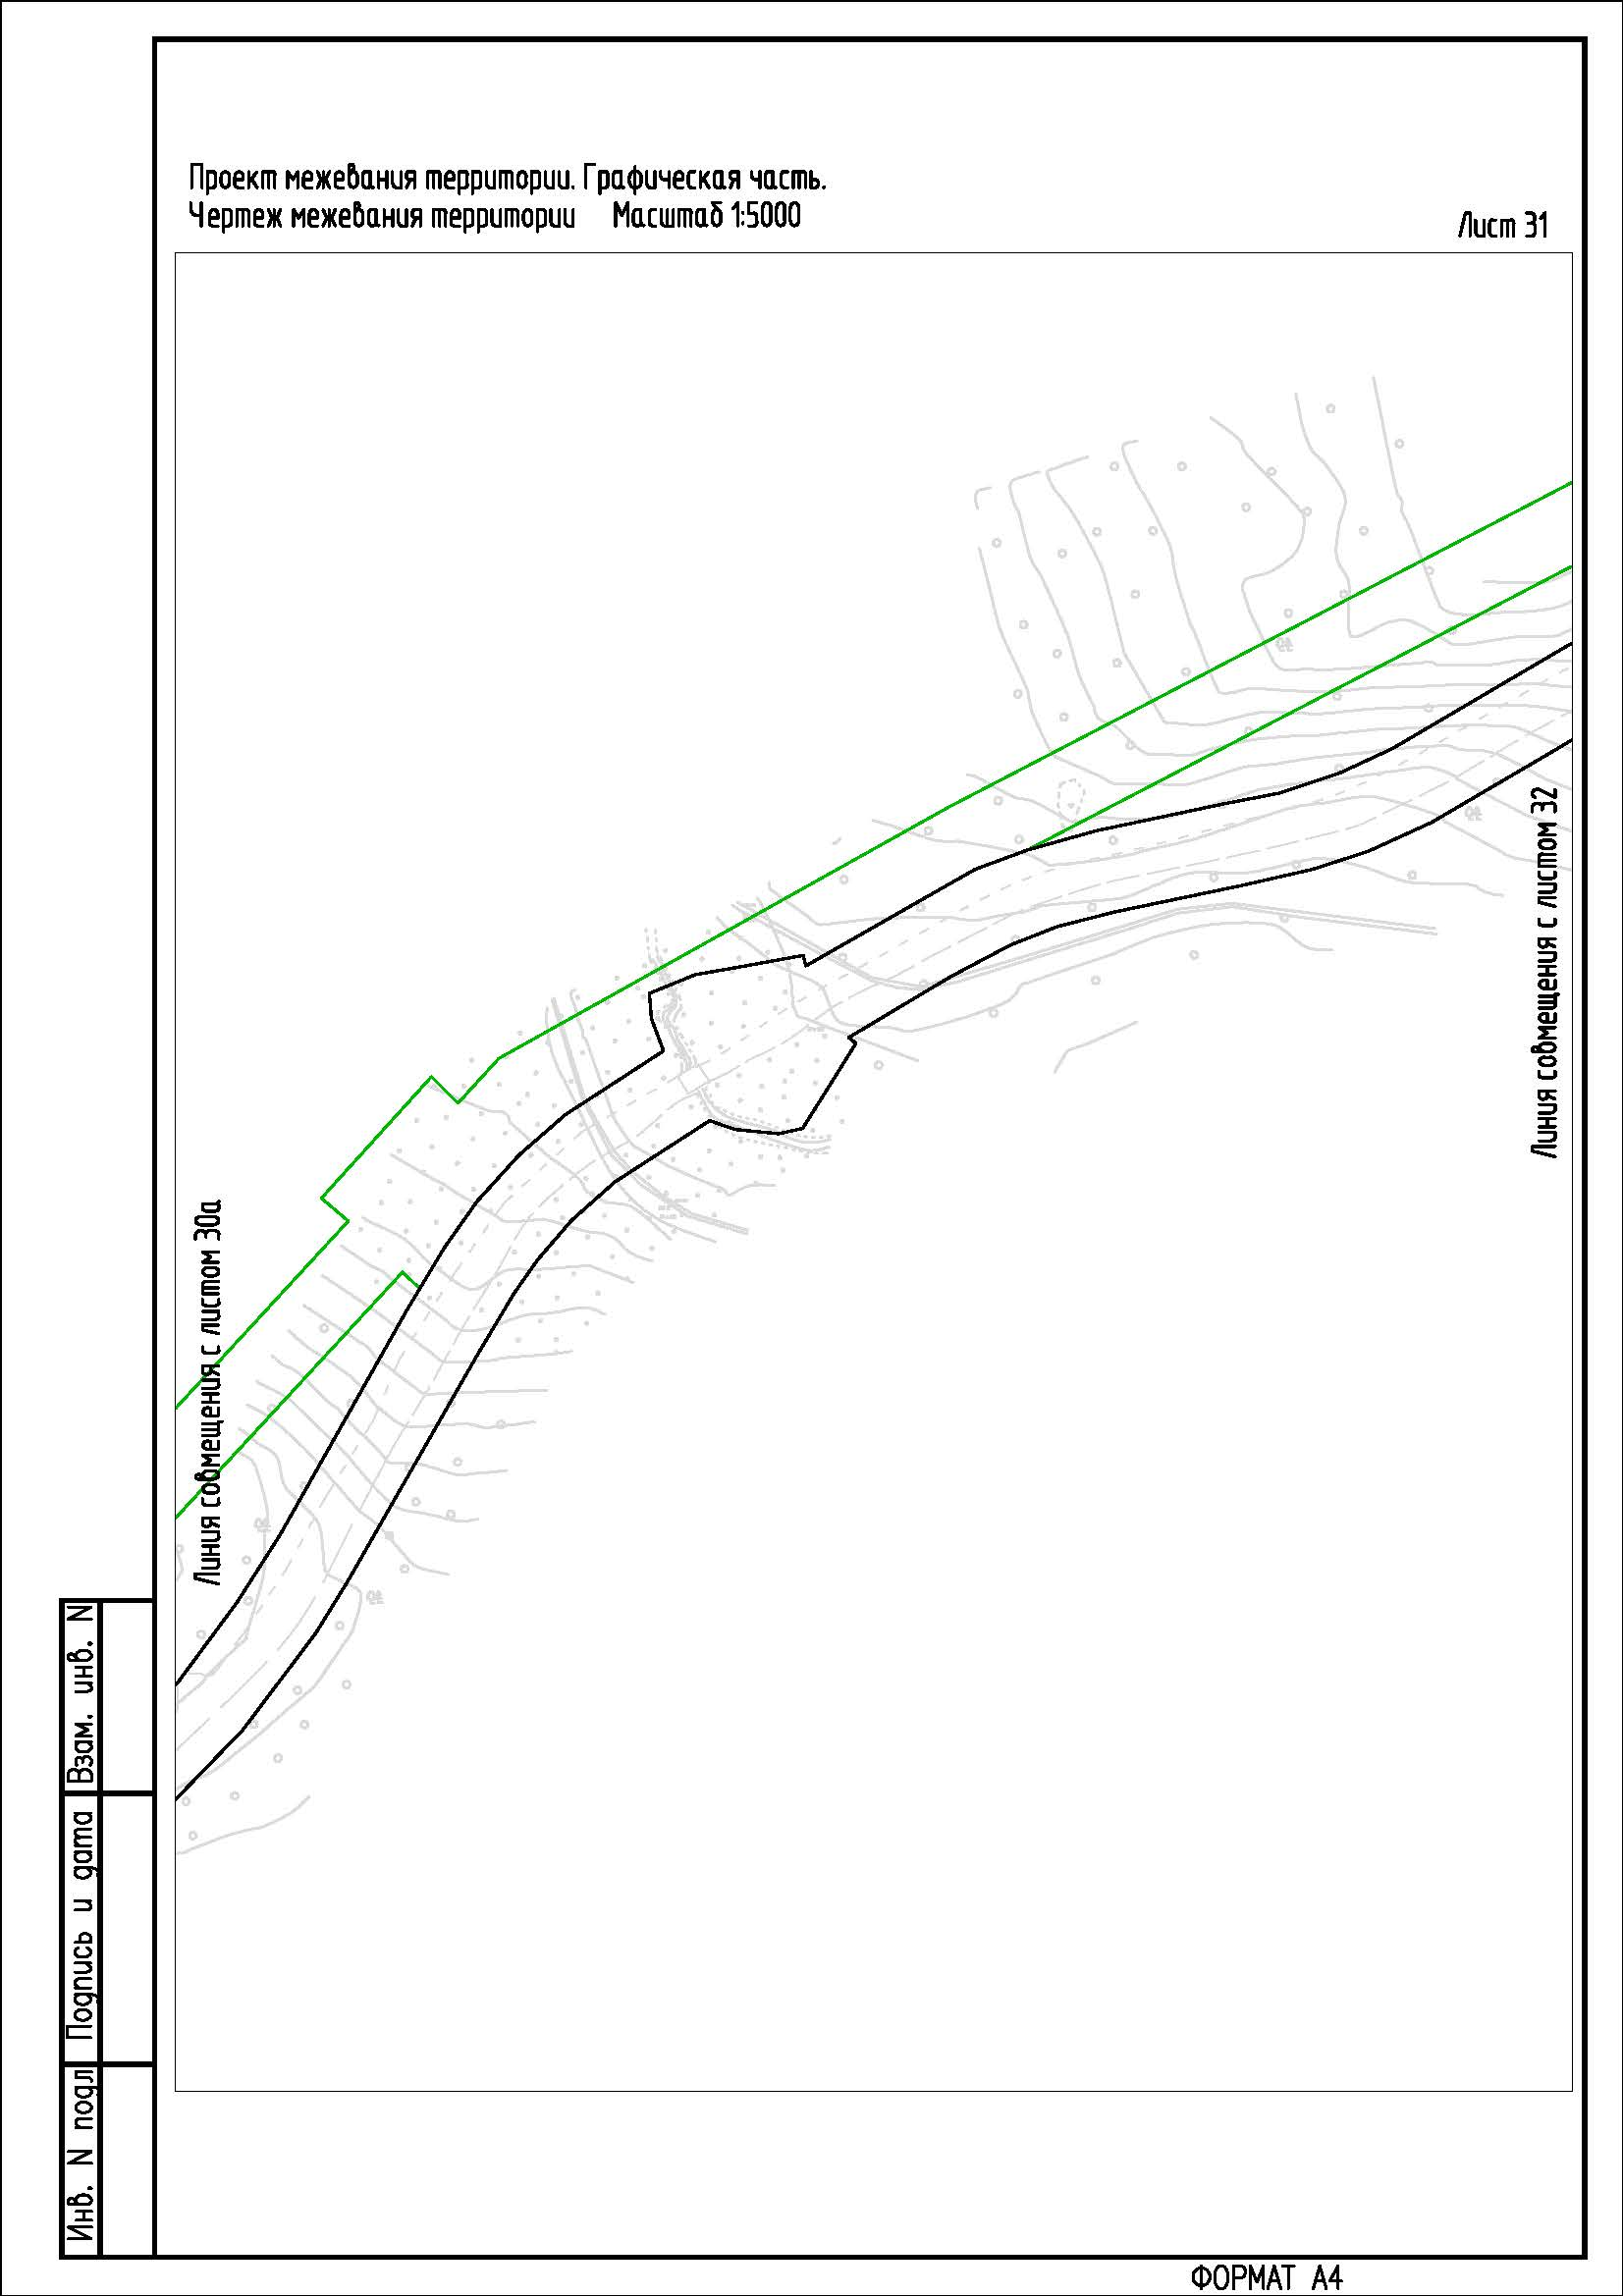 Проект межевания территории. Графическая часть.
Чертеж межевания территории Масштаб 1:5000
Лист 31
Линия совмещения с листом 32
Линия совмещения с листом 30а
Взам. инв. N
Подпись и дата
Инв. N подл
ФОРМАТ А4